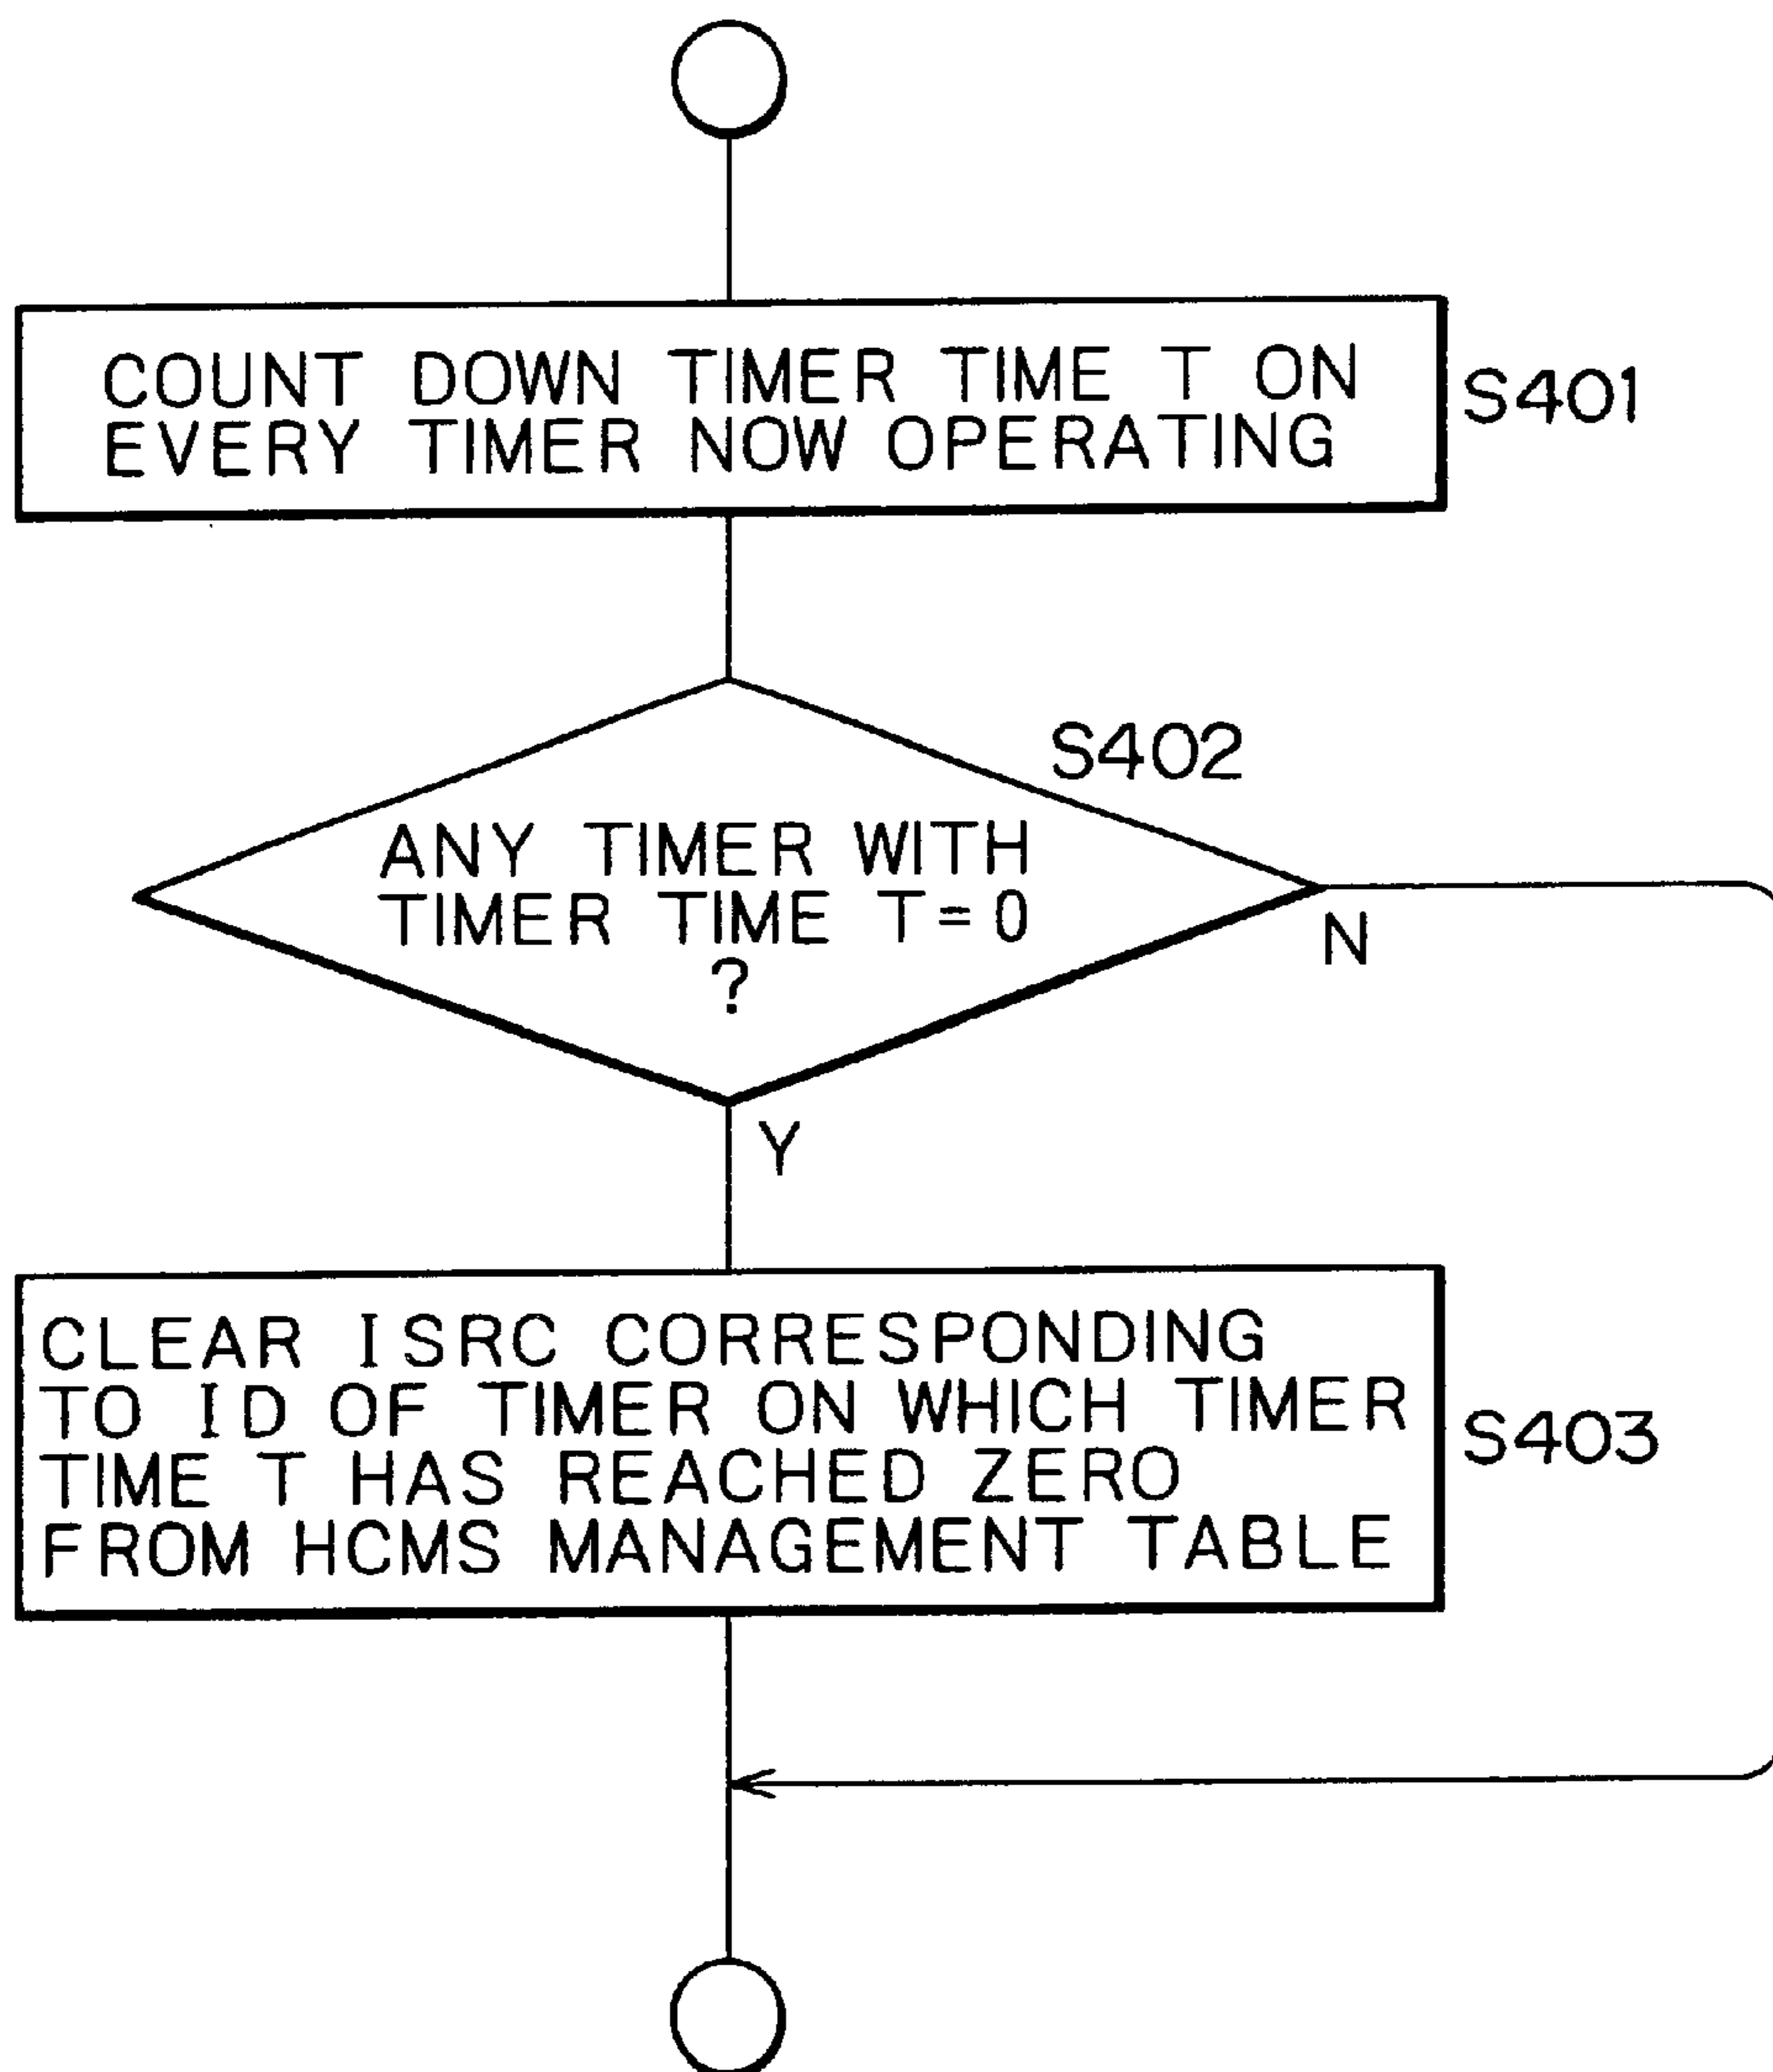 COUNT DOWN TIMER TIME T ON
EVERY TIMER NOW OPERATING
S401
S402
ANY TIMER WITH
TIMER TIME T=0
?
N
Y
CLEAR ISRC CORRESPONDING
TO ID OF TIMER ON WHICH TIMER
TIME T HAS REACHED ZERO
FROM HCMS MANAGEMENT TABLE
S403